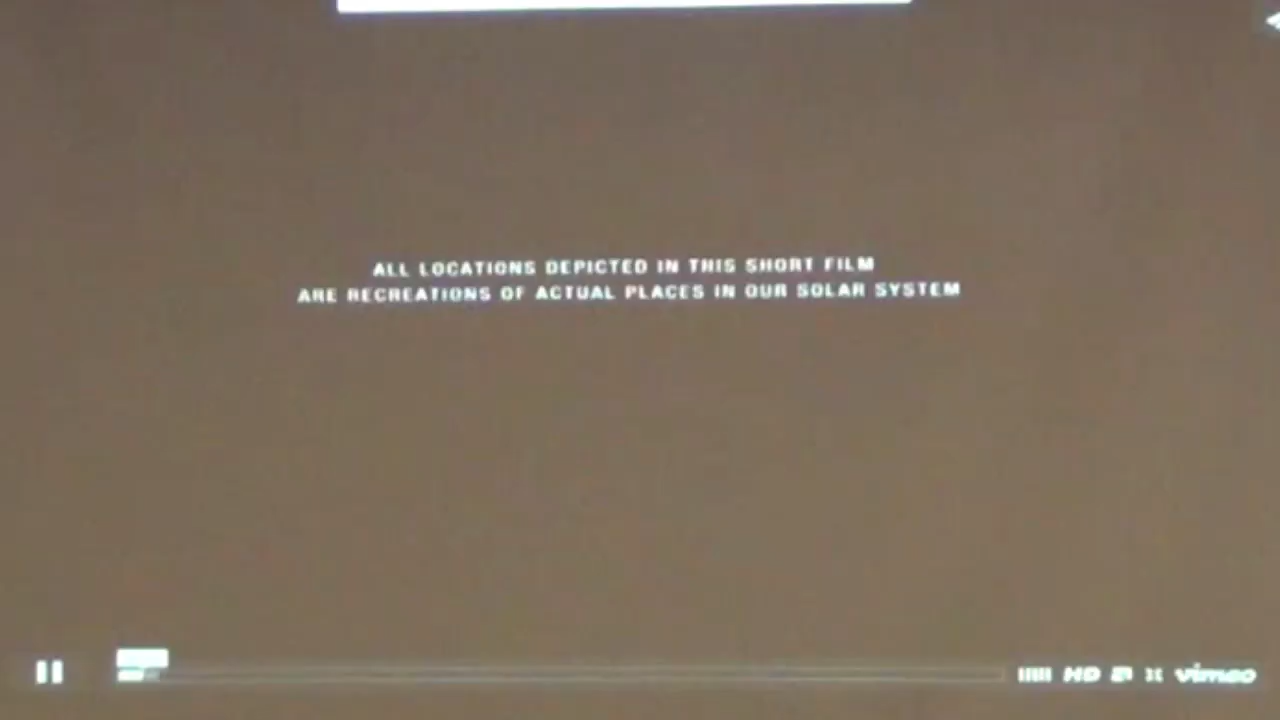 ALL LOCATIONS DEPICTED IN THIS SHORT FILM
ARE RECREATIONS OF ACTUAL PLACES IN OUR SOLAR SYSTEM
HD
vimeo